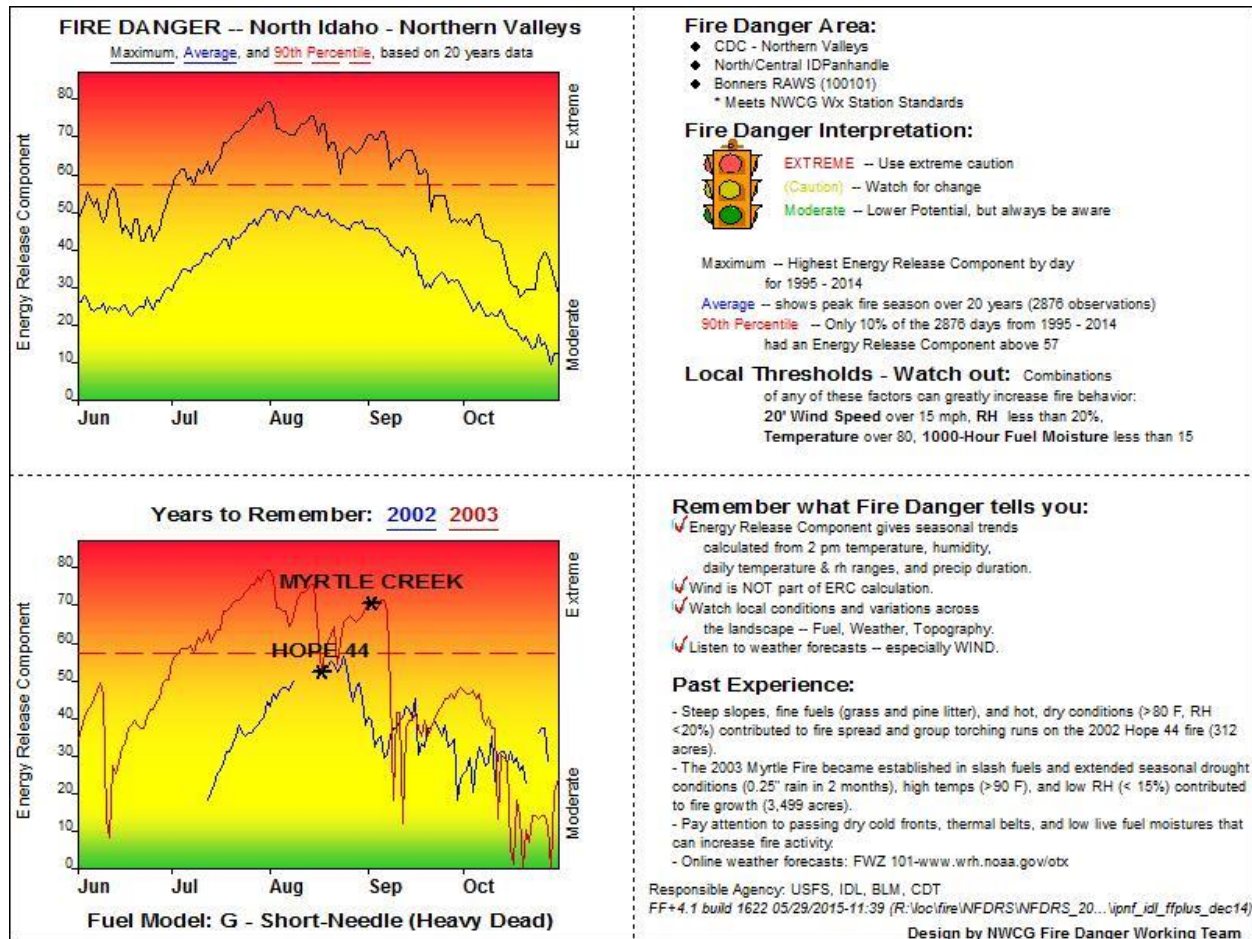 FIRE DANGER -- North Idaho - Northern Valleys
Maximum, Average, and 90th Percentile, based on 20 years data
Energy Release Component
80
70
60
50
40
30
20
10
0
Extreme
Moderate
Jun Jul Aug Sep Oct
Fire Danger Area:
◆ CDC - Northern Valleys
◆ North/Central IDPanhandle
◆ Bonners RAWS (100101)
* Meets NWCG Wx Station Standards
Fire Danger Interpretation:
EXTREME -- Use extreme caution
(Caution) -- Watch for change
Moderate -- Lower Potential, but always be aware
Maximum -- Highest Energy Release Component by day
for 1995 - 2014
Average -- shows peak fire season over 20 years (2876 observations)
90th Percentile -- Only 10% of the 2876 days from 1995 - 2014
had an Energy Release Component above 57
Local Thresholds - Watch out: Combinations
of any of these factors can greatly increase fire behavior:
20' Wind Speed over 15 mph, RH less than 20%,
Temperature over 80, 1000-Hour Fuel Moisture less than 15
Years to Remember: 2002 2003
Energy Release Component
80
70
60
50
40
30
20
10
0
MYRTLE CREEK
HOPE 44
Extreme
Moderate
Jun Jul Aug Sep Oct
Fuel Model: G - Short-Needle (Heavy Dead)
Remember what Fire Danger tells you:
Energy Release Component gives seasonal trends
calculated from 2 pm temperature, humidity,
daily temperature & rh ranges, and precip duration.
Wind is NOT part of ERC calculation.
Watch local conditions and variations across
the landscape -- Fuel, Weather, Topography.
Listen to weather forecasts -- especially WIND.
Past Experience:
- Steep slopes, fine fuels (grass and pine litter), and hot, dry conditions (>80 F, RH
<20%) contributed to fire spread and group torching runs on the 2002 Hope 44 fire (312
acres).
- The 2003 Myrtle Fire became established in slash fuels and extended seasonal drought
conditions (0.25" rain in 2 months), high temps (>90 F), and low RH (< 15%) contributed
to fire growth (3,499 acres).
- Pay attention to passing dry cold fronts, thermal belts, and low live fuel moistures that
can increase fire activity.
- Online weather forecasts: FWZ 101-www.wrh.noaa.gov/otx
Responsible Agency: USFS, IDL, BLM, CDT
FF+4.1 build 1622 05/29/2015-11:39 (R:\loc\fire\NFDRS\NFDRS_20...\ipnf_idl_ffplus_dec14)
Design by NWCG Fire Danger Working Team